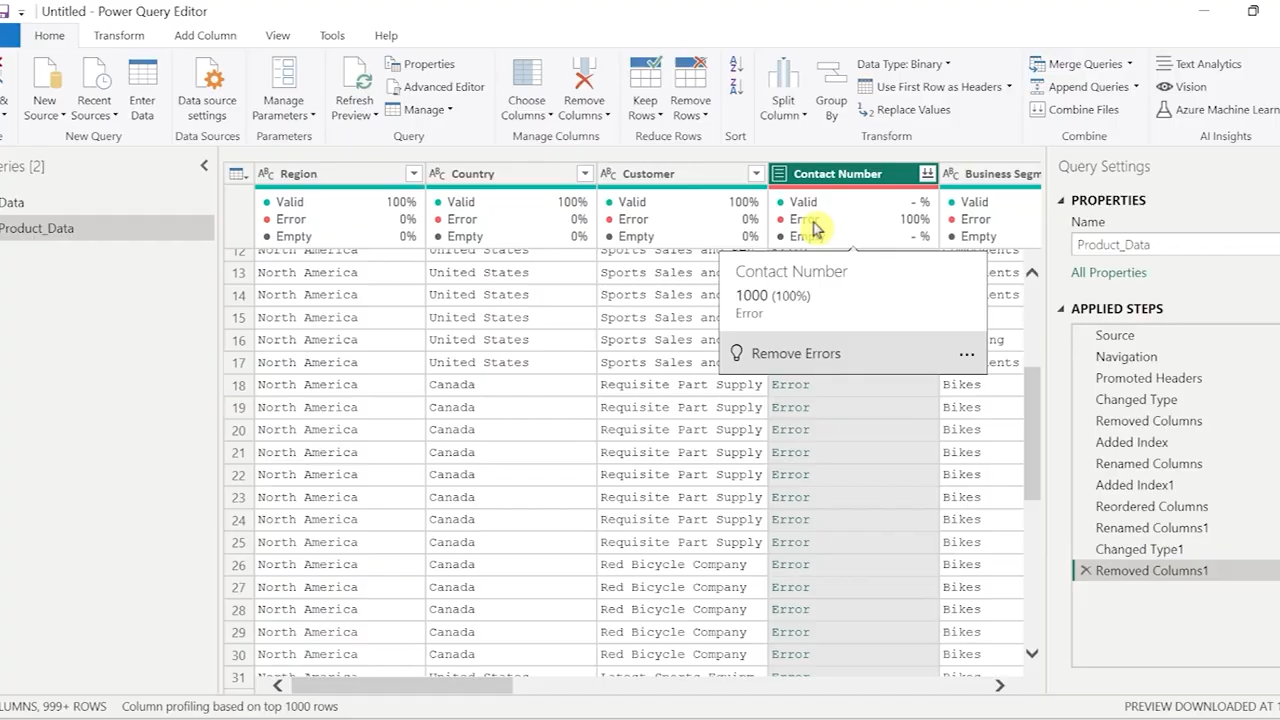 Untitled - Power Query Editor
Home Transform Add Column View Tools Help
New Source Recent Sources Enter Data Data source settings Manage Parameters Refresh Preview Properties Advanced Editor Manage Choose Columns Remove Columns Keep Rows Remove Rows Split Column Group By Data Type: Binary Use First Row as Headers Replace Values Merge Queries Append Queries Combine Files Text Analytics Vision Azure Machine Learn
New Query Data Sources Parameters Query Manage Columns Reduce Rows Sort Transform Combine AI Insights
eries [2]
Data
Product_Data
Region Country Customer Contact Number Business Segm
Valid 100% Valid 100% Valid 100% Valid - % Valid
Error 0% Error 0% Error 0% Error 100% Error
Empty 0% Empty 0% Empty 0% Empty - % Empty
12 North America United States
13 North America United States Sports Sales and
14 North America United States Sports Sales and
15 North America United States Sports Sales and
16 North America United States Sports Sales and
17 North America United States Sports Sales and
18 North America Canada Requisite Part Supply Error Bikes
19 North America Canada Requisite Part Supply Error Bikes
20 North America Canada Requisite Part Supply Error Bikes
21 North America Canada Requisite Part Supply Error Bikes
22 North America Canada Requisite Part Supply Error Bikes
23 North America Canada Requisite Part Supply Error Bikes
24 North America Canada Requisite Part Supply Error Bikes
25 North America Canada Requisite Part Supply Error Bikes
26 North America Canada Red Bicycle Company Error Bikes
27 North America Canada Red Bicycle Company Error Bikes
28 North America Canada Red Bicycle Company Error Bikes
29 North America Canada Red Bicycle Company Error Bikes
30 North America Canada Red Bicycle Company Error Bikes
31
Contact Number
1000 (100%)
Error
Remove Errors
...
Query Settings
PROPERTIES
Name
Product_Data
All Properties
APPLIED STEPS
Source
Navigation
Promoted Headers
Changed Type
Removed Columns
Added Index
Renamed Columns
Added Index1
Reordered Columns
Renamed Columns1
Changed Type1
Removed Columns1
LUMNS, 999+ ROWS Column profiling based on top 1000 rows PREVIEW DOWNLOADED AT 1